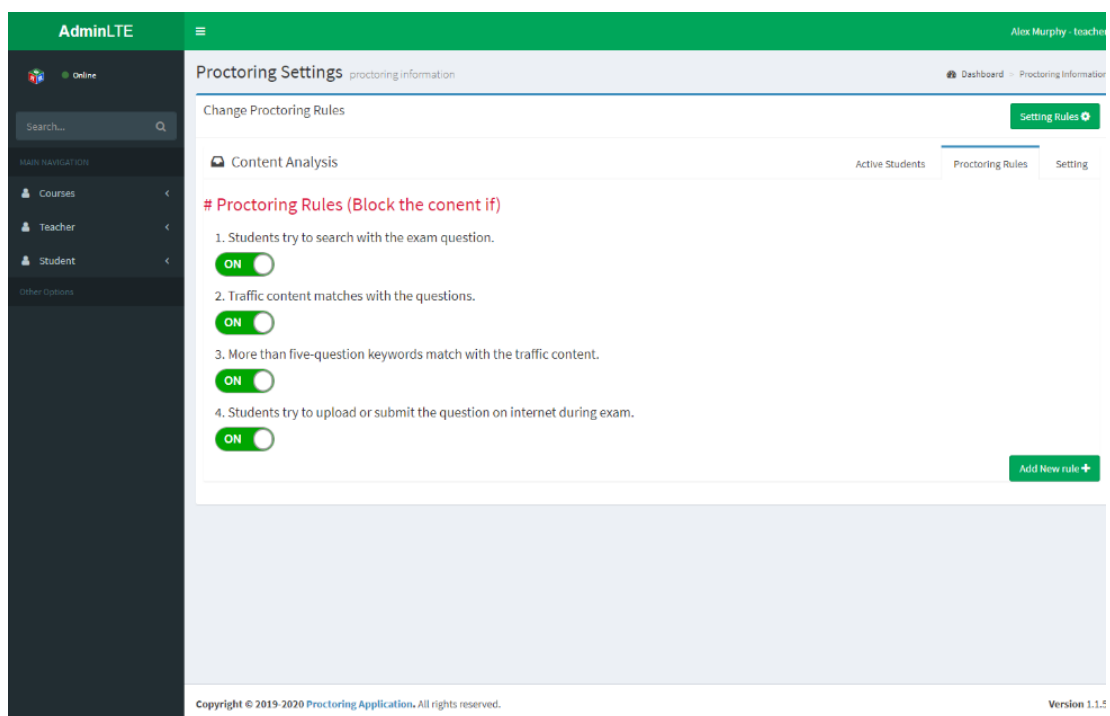 AdminLTE
Alex Murphy - teacher
Online
Proctoring Settings proctoring information
Dashboard > Proctoring Information
Search...
Change Proctoring Rules
Setting Rules
MAIN NAVIGATION
Content Analysis
Active Students
Proctoring Rules
Setting
Courses
Teacher
Student
Other Options
# Proctoring Rules (Block the conent if)
1. Students try to search with the exam question.
ON
2. Traffic content matches with the questions.
ON
3. More than five-question keywords match with the traffic content.
ON
4. Students try to upload or submit the question on internet during exam.
ON
Add New rule +
Copyright © 2019-2020 Proctoring Application. All rights reserved.
Version 1.1.5